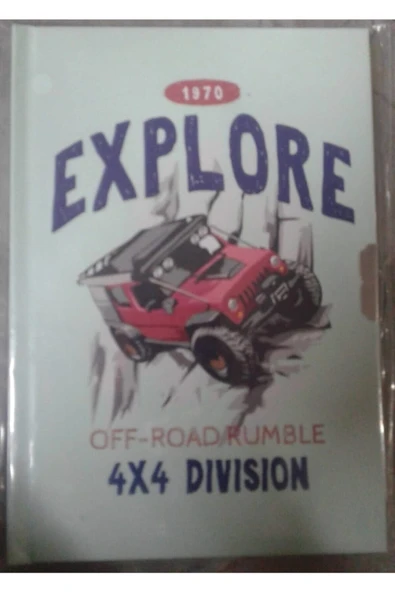 1970
EXPLORE
OFF-ROAD/RUMBLE
4X4 DIVISION